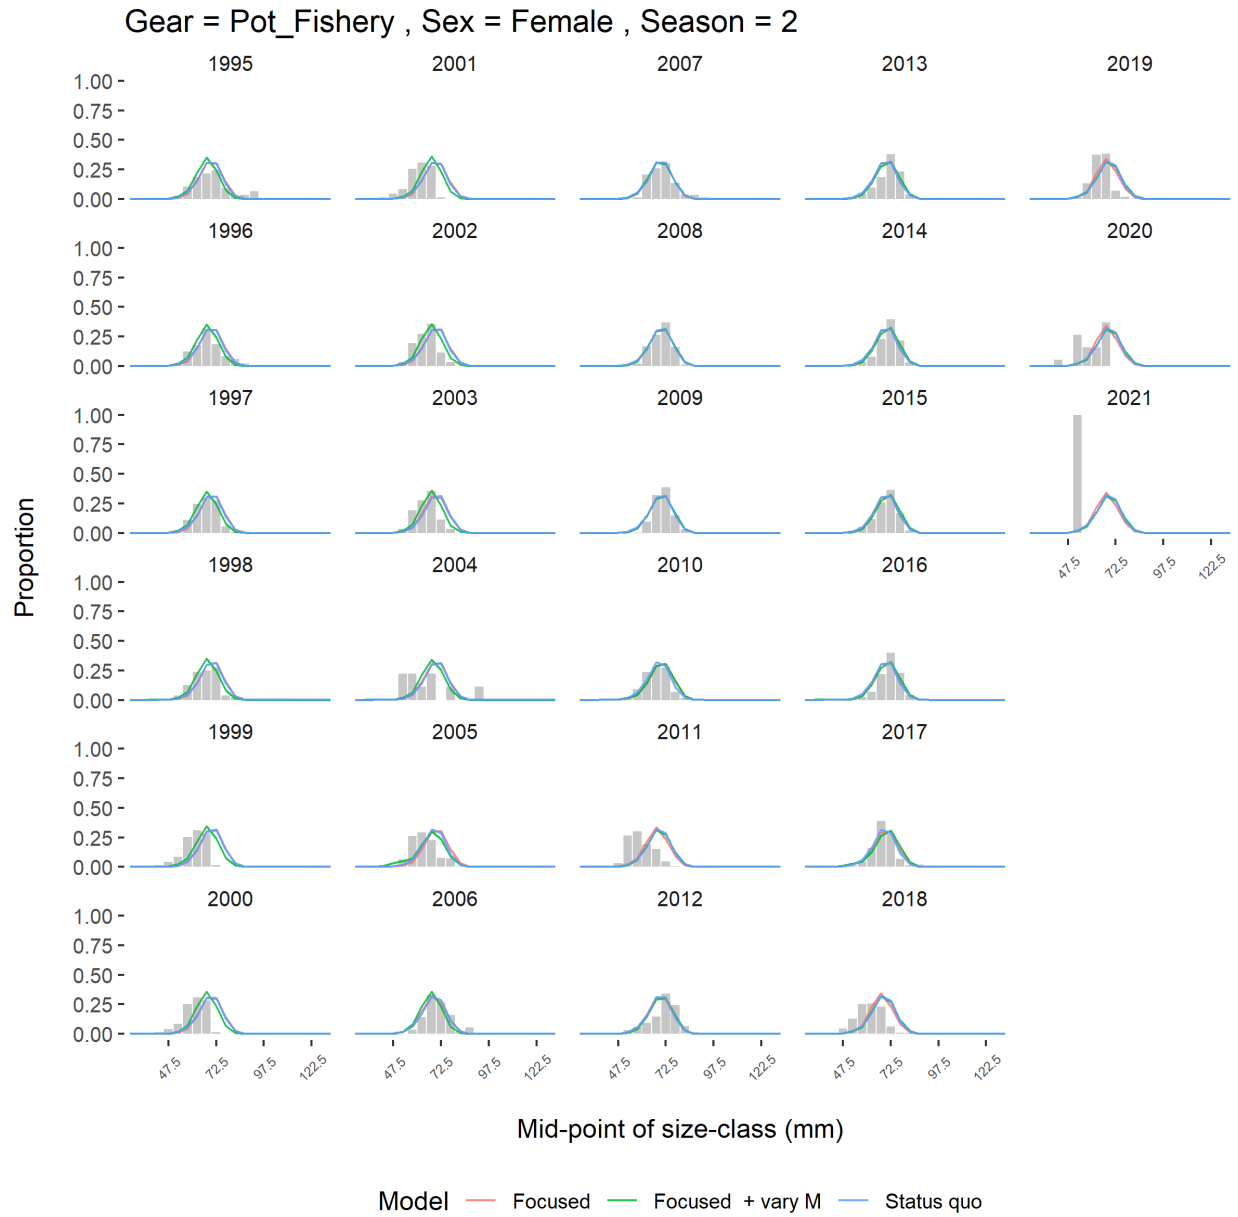 Gear = Pot_Fishery , Sex = Female , Season = 2
1995 2001 2007 2013 2019
1.00
0.75
0.50
0.25
0.00
1996 2002 2008 2014 2020
1.00
0.75
0.50
0.25
0.00
1997 2003 2009 2015 2021
1.00
0.75
0.50
0.25
0.00
47.5 72.5 97.5 122.5
1998 2004 2010 2016
1.00
0.75
0.50
0.25
0.00
1999 2005 2011 2017
1.00
0.75
0.50
0.25
0.00
2000 2006 2012 2018
1.00
0.75
0.50
0.25
0.00
47.5 72.5 97.5 122.5 47.5 72.5 97.5 122.5 47.5 72.5 97.5 122.5 47.5 72.5 97.5 122.5
Proportion
Mid-point of size-class (mm)
Model Focused Focused + vary M Status quo